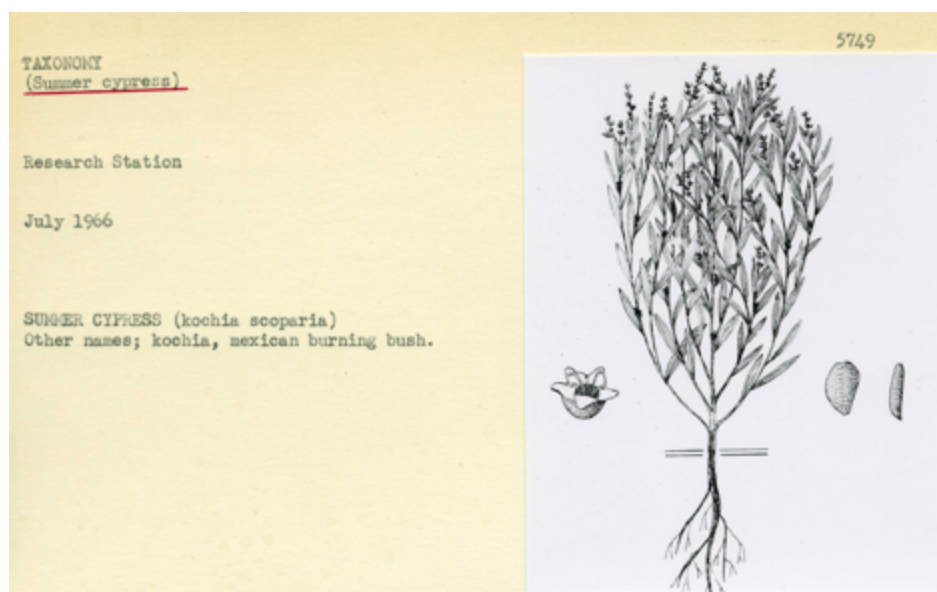 5749
TAXONOMY
(Summer cypress)
Research Station
July 1966
SUMMER CYPRESS (kochia scoparia)
Other names; kochia, mexican burning bush.